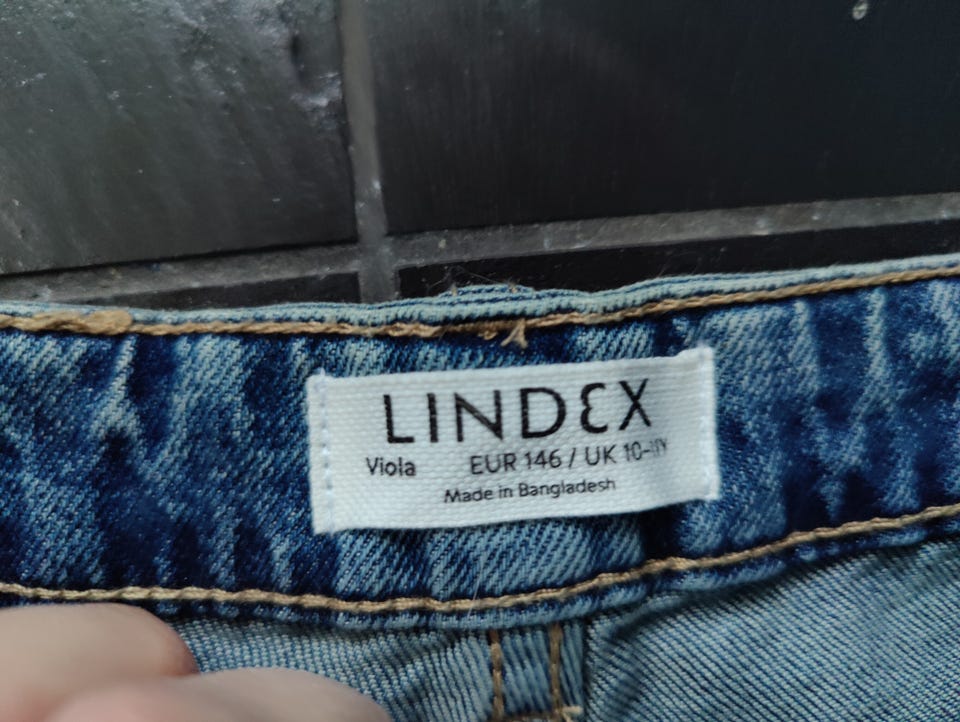 LINDEX
Viola EUR 146 / UK 10-11Y
Made in Bangladesh